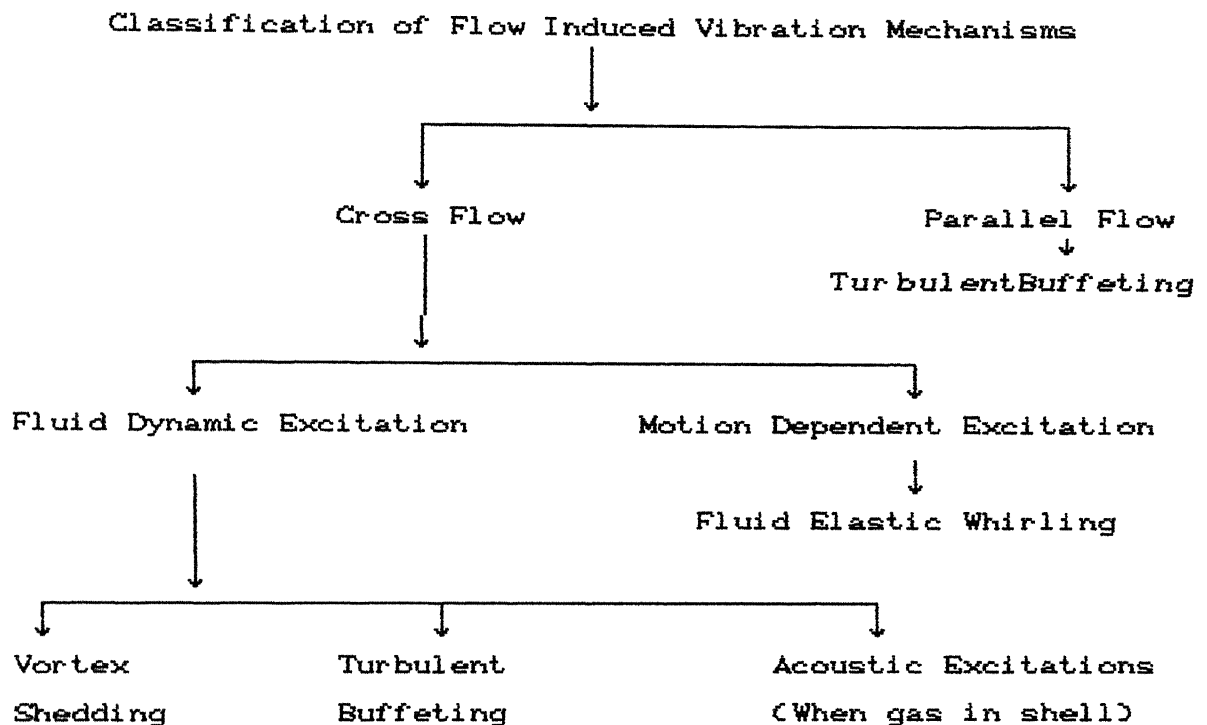 Classification of Flow Induced Vibration Mechanisms
Cross Flow
Parallel Flow
TurbulentBuffeting
Fluid Dynamic Excitation
Motion Dependent Excitation
Fluid Elastic Whirling
Vortex
Shedding
Turbulent
Buffeting
Acoustic Excitations
(When gas in shell)